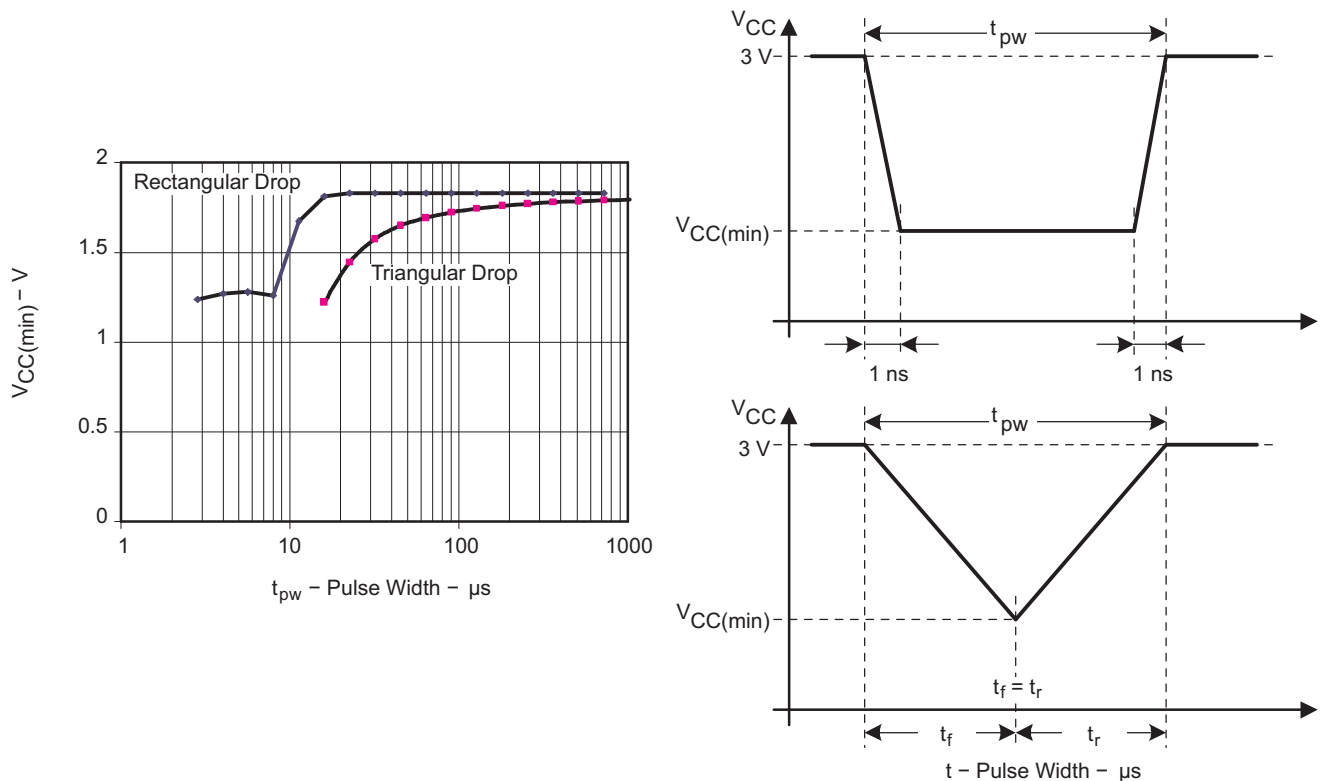 2
1.5
1
0.5
0
1
10
100
1000
VCC(min) − V
tpw − Pulse Width − µs
Rectangular Drop
Triangular Drop
VCC
3 V
tpw
VCC(min)
1 ns
1 ns
VCC
3 V
tpw
VCC(min)
tf = tr
tf
tr
t − Pulse Width − µs